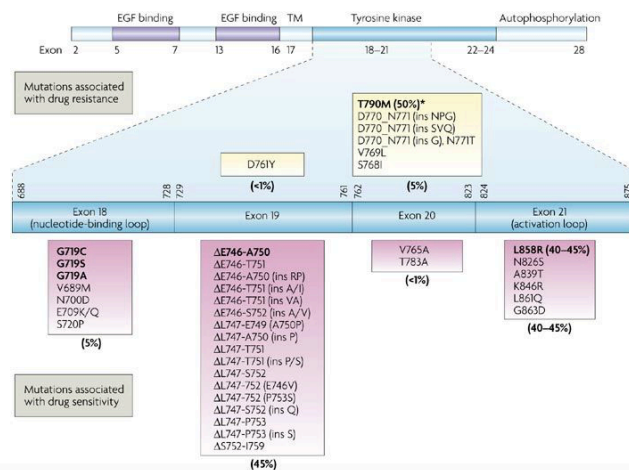 EGF binding EGF binding TM Tyrosine kinase Autophosphorylation
Exon 2 5 7 13 16 17 18–21 22–24 28
Mutations associated
with drug resistance
T790M (50%)*
D770_N771 (ins NPG)
D770_N771 (ins SVQ)
D770_N771 (ins G), N771T
V769L
S768I
(5%)
D761Y
(<1%)
688 728 729 761 762 823 824 875
Exon 18
(nucleotide-binding loop)
Exon 19
Exon 20
Exon 21
(activation loop)
G719C
G719S
G719A
V689M
N700D
E709K/Q
S720P
(5%)
ΔE746-A750
ΔE746-T751
ΔE746-A750 (ins RP)
ΔE746-T751 (ins A/I)
ΔE746-T751 (ins VA)
ΔE746-S752 (ins A/V)
ΔL747-E749 (A750P)
ΔL747-A750 (ins P)
ΔL747-T751
ΔL747-T751 (ins P/S)
ΔL747-S752
ΔL747-752 (E746V)
ΔL747-752 (P753S)
ΔL747-S752 (ins Q)
ΔL747-P753
ΔL747-P753 (ins S)
ΔS752-I759
(45%)
V765A
T783A
(<1%)
L858R (40–45%)
N826S
A839T
K846R
L861Q
G863D
(40–45%)
Mutations associated
with drug sensitivity